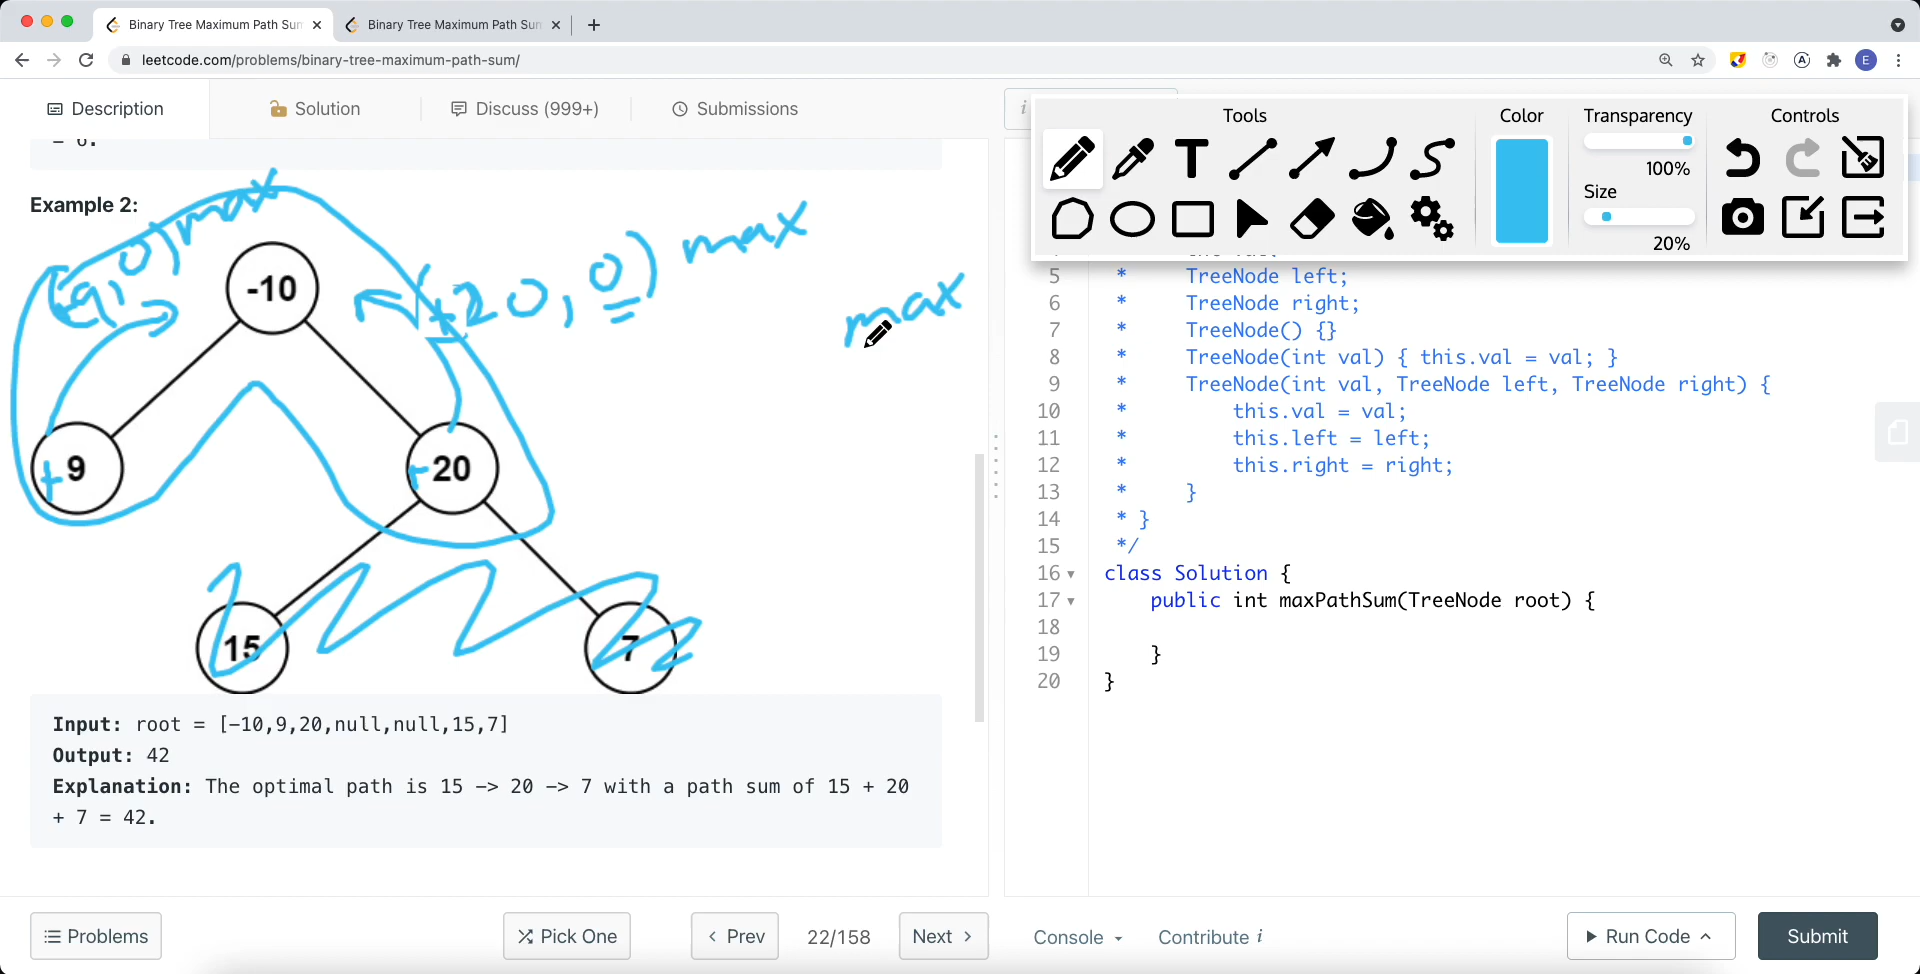 Binary Tree Maximum Path Sum
Binary Tree Maximum Path Sum
leetcode.com/problems/binary-tree-maximum-path-sum/
E
Description
Solution
Discuss (999+)
Submissions
i
Tools
Color
Transparency
Controls
100%
Size
20%
T
A
= 6.
Example 2:
(9, 0) max
(+20, 0) max
max
-10
+ 9
20
15
7
Input: root = [-10,9,20,null,null,15,7]
Output: 42
Explanation: The optimal path is 15 -> 20 -> 7 with a path sum of 15 + 20
+ 7 = 42.
5 * TreeNode left;
6 * TreeNode right;
7 * TreeNode() {}
8 * TreeNode(int val) { this.val = val; }
9 * TreeNode(int val, TreeNode left, TreeNode right) {
10 * this.val = val;
11 * this.left = left;
12 * this.right = right;
13 * }
14 * }
15 */
16 class Solution {
17 public int maxPathSum(TreeNode root) {
18
19 }
20 }
Problems
Pick One
< Prev
22/158
Next >
Console
Contribute i
Run Code
Submit